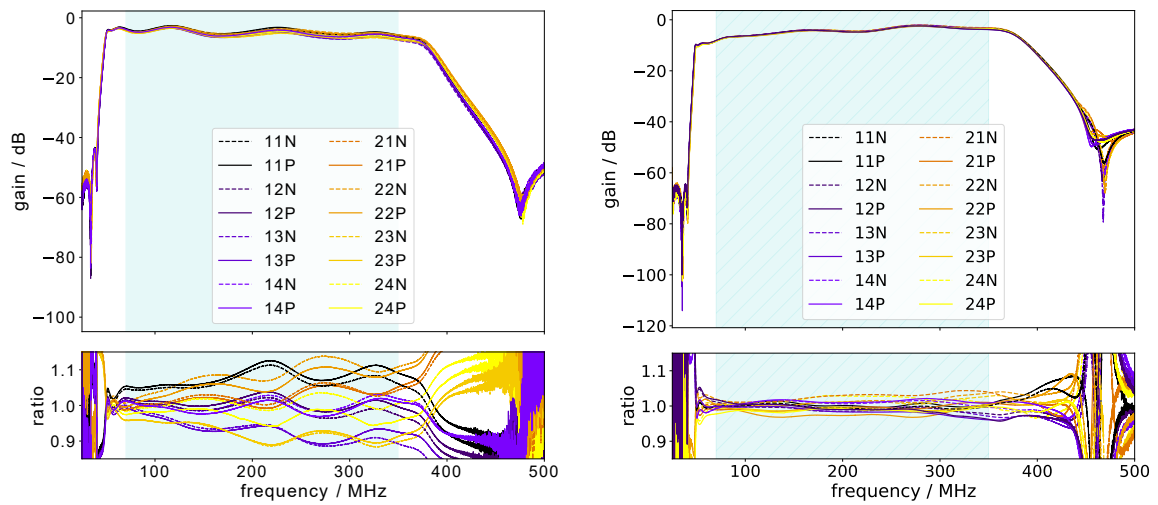 0
−20
−40
−60
−80
−100
gain / dB
11N 21N
11P 21P
12N 22N
12P 22P
13N 23N
13P 23P
14N 24N
14P 24P
1.1
1.0
0.9
ratio
100 200 300 400 500
frequency / MHz
0
−20
−40
−60
−80
−100
−120
gain / dB
11N 21N
11P 21P
12N 22N
12P 22P
13N 23N
13P 23P
14N 24N
14P 24P
1.1
1.0
0.9
ratio
100 200 300 400 500
frequency / MHz